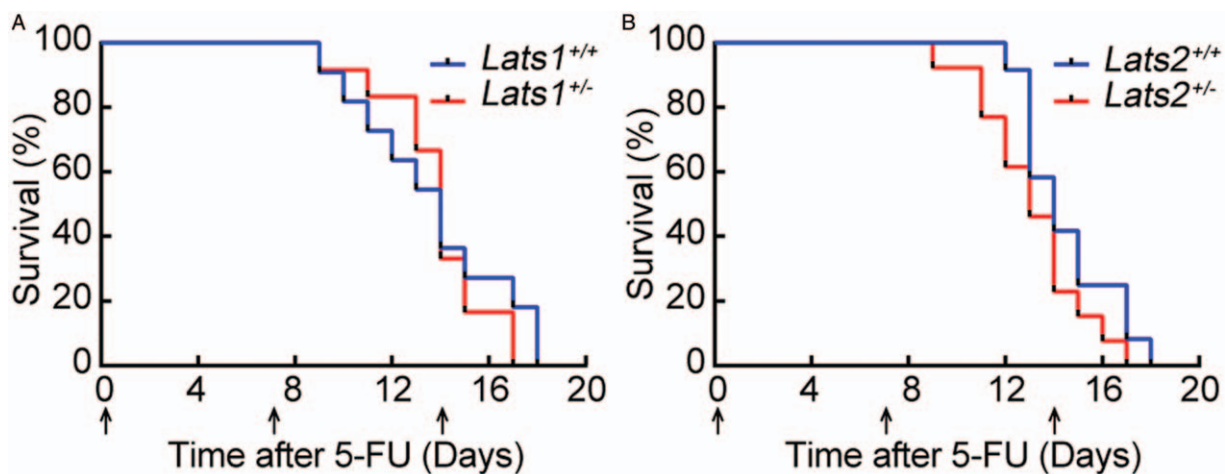 A
B
100
80
60
40
20
0
Survival (%)
Lats1+/+
Lats1+/-
0 4 8 12 16 20
Time after 5-FU (Days)
100
80
60
40
20
0
Survival (%)
Lats2+/+
Lats2+/-
0 4 8 12 16 20
Time after 5-FU (Days)